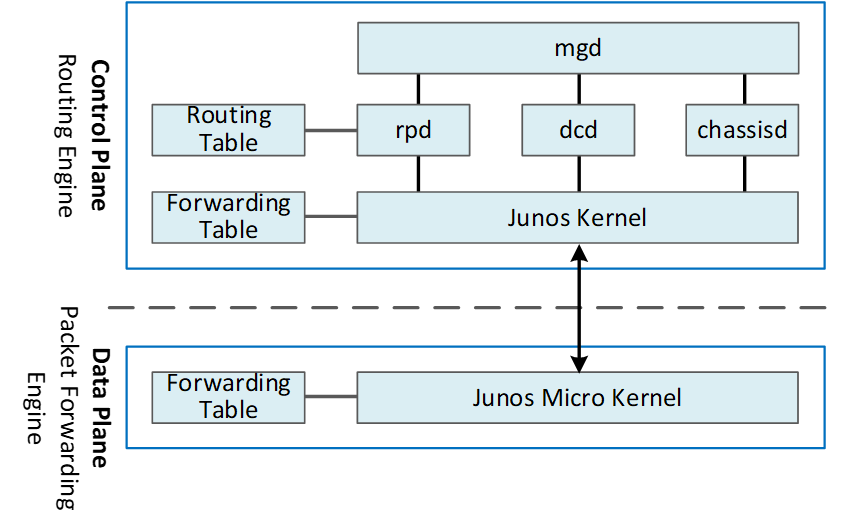 Control Plane
Routing Engine
mgd
Routing
Table
rpd
dcd
chassisd
Forwarding
Table
Junos Kernel
Data Plane
Packet Forwarding
Engine
Forwarding
Table
Junos Micro Kernel